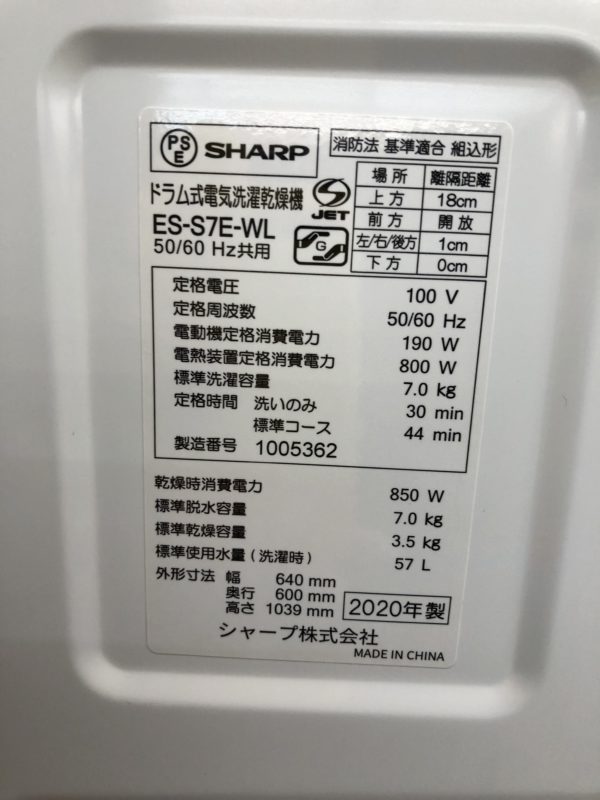 PSE SHARP
ドラム式電気洗濯乾燥機
ES-S7E-WL
50/60 Hz共用
S JET
G
消防法 基準適合 組込形
場所 離隔距離
上方 18cm
前方 開放
左/右/後方 1cm
下方 0cm
定格電圧 100 V
定格周波数 50/60 Hz
電動機定格消費電力 190 W
電熱装置定格消費電力 800 W
標準洗濯容量 7.0 kg
定格時間 洗いのみ 30 min
標準コース 44 min
製造番号 1005362
乾燥時消費電力 850 W
標準脱水容量 7.0 kg
標準乾燥容量 3.5 kg
標準使用水量(洗濯時) 57 L
外形寸法 幅 640 mm
奥行 600 mm
高さ 1039 mm 2020年製
シャープ株式会社
MADE IN CHINA